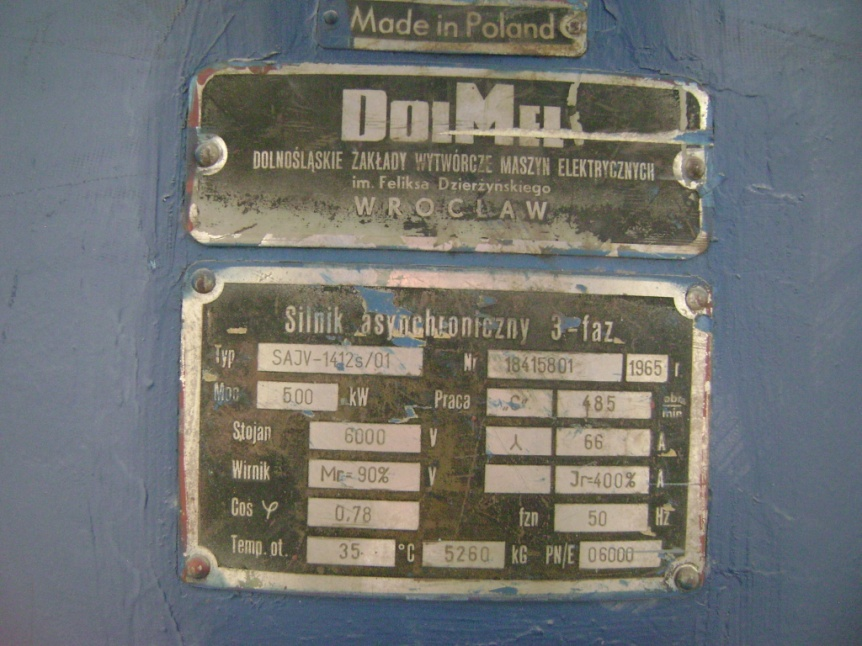 Made in Poland
DOLMEL
DOLNOŚLĄSKIE ZAKŁADY WYTWÓRCZE MASZYN ELEKTRYCZNYCH
im. Feliksa Dzierżyńskiego
WROCŁAW
Silnik asynchroniczny 3-faz.
Typ SAJV-1412s/01 Nr 18415801 1965 r.
Moc 500 kW Praca Cr 485 obr/min
Stojan 6000 V ⅄ 66 A
Wirnik Mr=90% V Jr=400% A
Cos φ 0,78 fzn 50 Hz
Temp. ot. 35 °C 5260 kG PN/E 06000